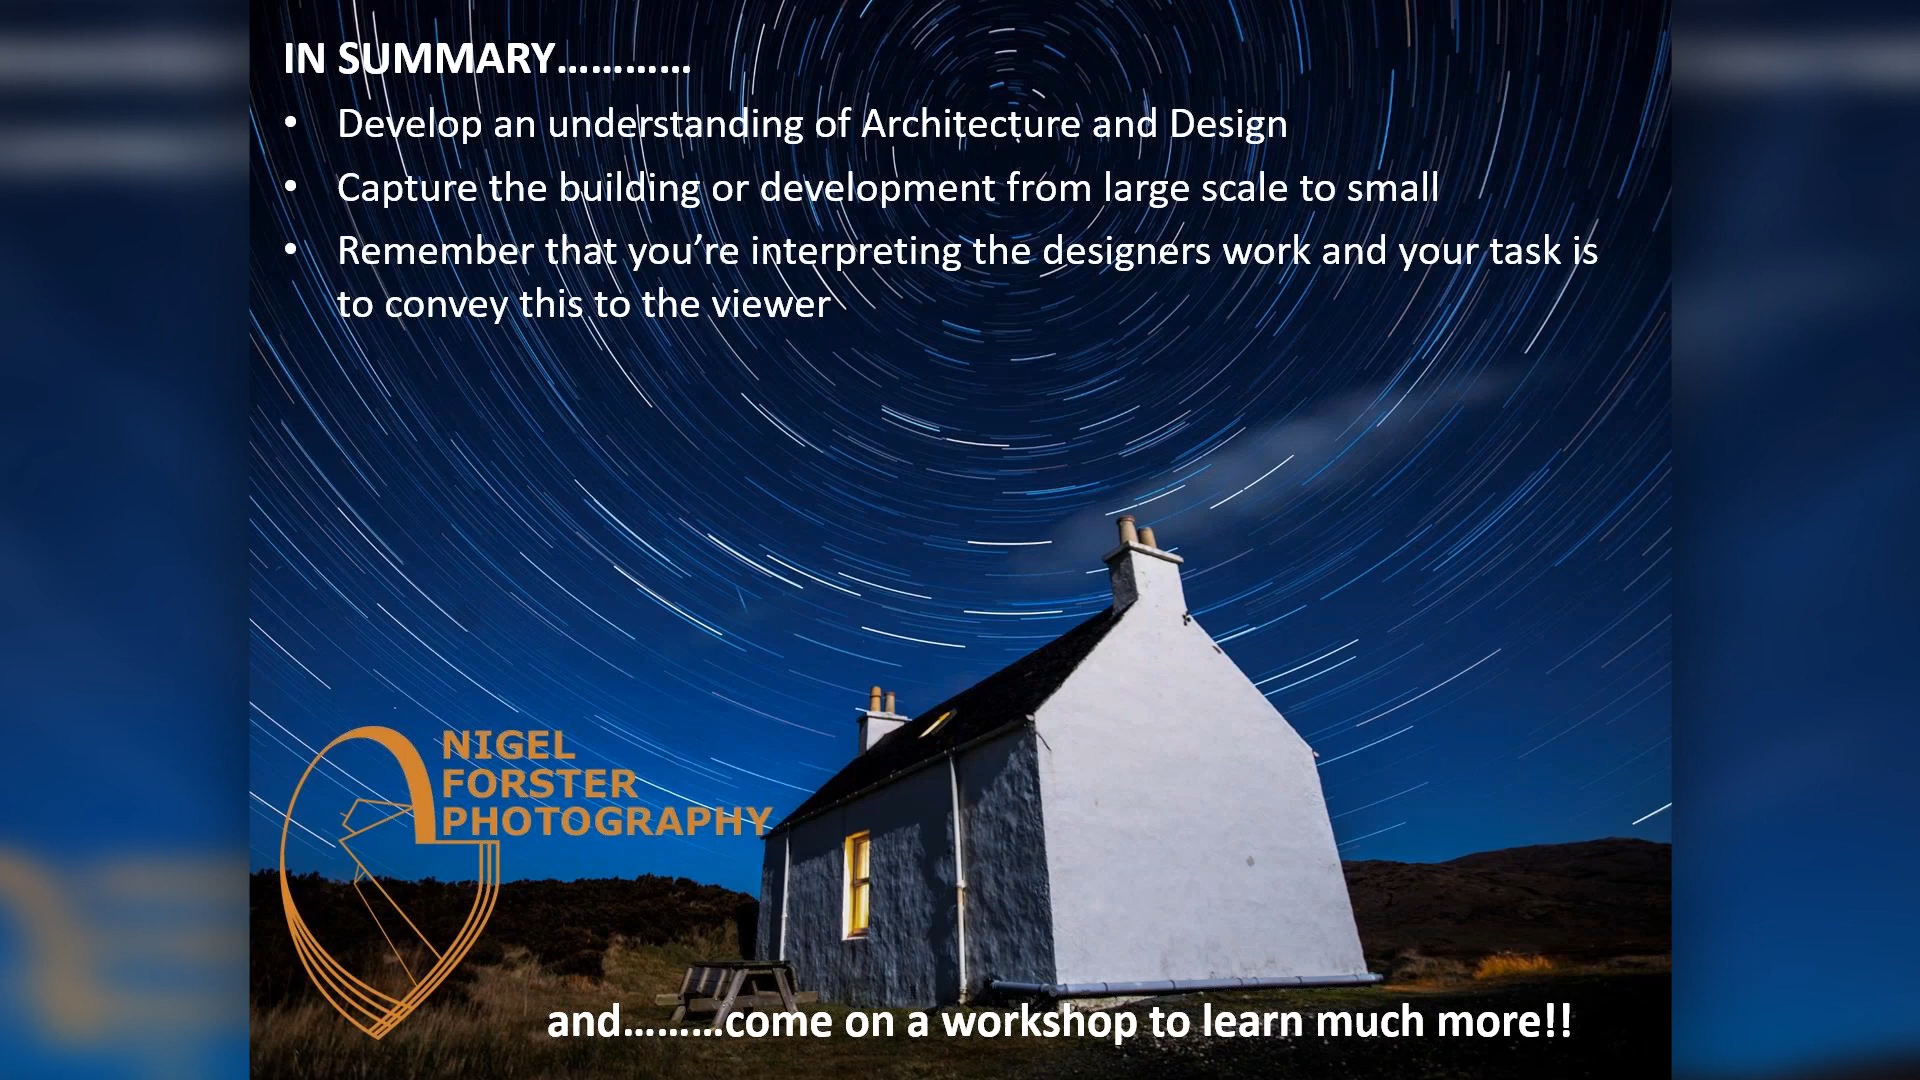 IN SUMMARY…………
• Develop an understanding of Architecture and Design
• Capture the building or development from large scale to small
• Remember that you’re interpreting the designers work and your task is
to convey this to the viewer
NIGEL
FORSTER
PHOTOGRAPHY
and………come on a workshop to learn much more!!